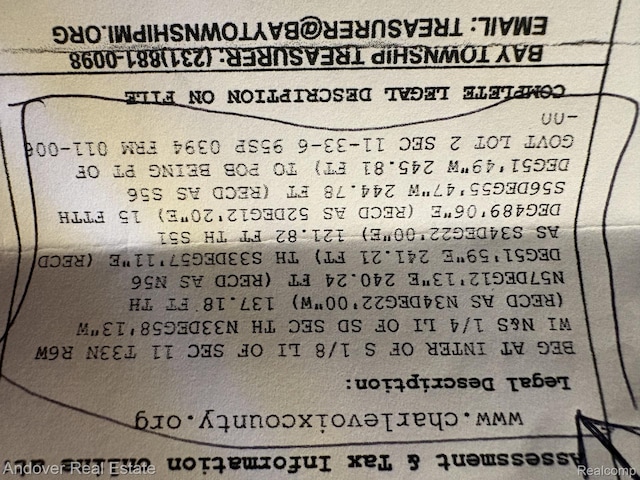 Assessment & Tax Information Online at:
www.charlevoixcounty.org
Legal Description:
BEG AT INTER OF S 1/8 LI OF SEC 11 T33N R6W
WI N&S 1/4 LI OF SD SEC TH N33DEG58'13"W
(RECD AS N34DEG22'00"W) 137.18 FT TH
N57DEG12'13"E 240.24 FT (RECD AS N56
DEG51'59"E 241.21 FT) TH S33DEG57'11"E (RECD
AS S34DEG22'00"E) 121.82 FT TH S51
DEG489'06"E (RECD AS 52DEG12'20"E) 15 FTTH
S56DEG55'47"W 244.78 FT (RECD AS S56
DEG51'49"W 245.81 FT) TO POB BEING PT OF
GOVT LOT 2 SEC 11-33-6 95SP 0394 FRM 011-006
COMPLETE LEGAL DESCRIPTION ON FILE
BAY TOWNSHIP TREASURER: (231)881-0098
EMAIL: TREASURER@BAYTOWNSHIPMI.ORG
Andover Real Estate
Realcomp